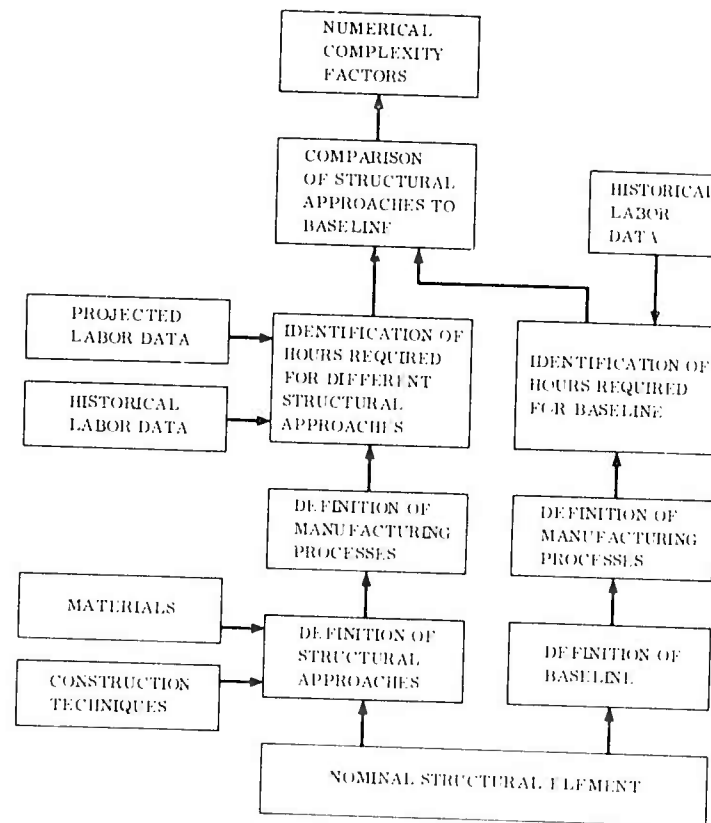 NUMERICAL
COMPLEXITY
FACTORS
COMPARISON
OF STRUCTURAL
APPROACHES TO
BASELINE
HISTORICAL
LABOR
DATA
PROJECTED
LABOR DATA
HISTORICAL
LABOR DATA
IDENTIFICATION OF
HOURS REQUIRED
FOR DIFFERENT
STRUCTURAL
APPROACHES
IDENTIFICATION OF
HOURS REQUIRED
FOR BASELINE
DEFINITION OF
MANUFACTURING
PROCESSES
DEFINITION OF
MANUFACTURING
PROCESSES
MATERIALS
CONSTRUCTION
TECHNIQUES
DEFINITION OF
STRUCTURAL
APPROACHES
DEFINITION OF
BASELINE
NOMINAL STRUCTURAL ELEMENT